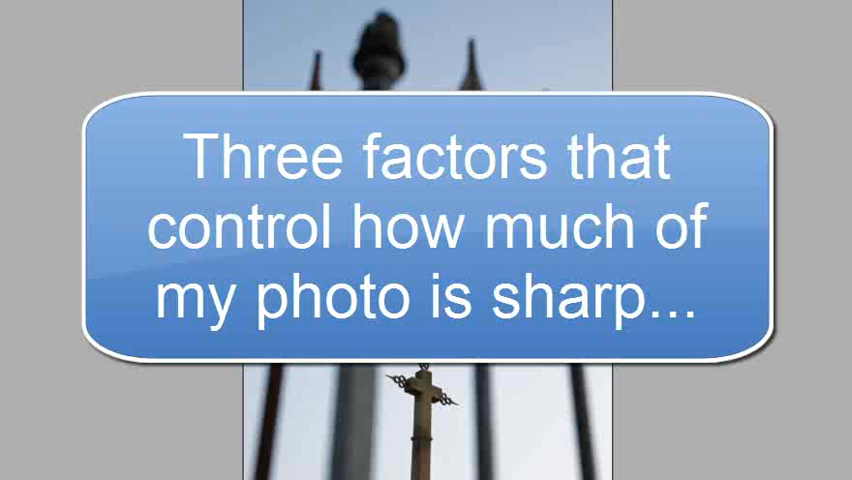 Three factors that
control how much of
my photo is sharp...